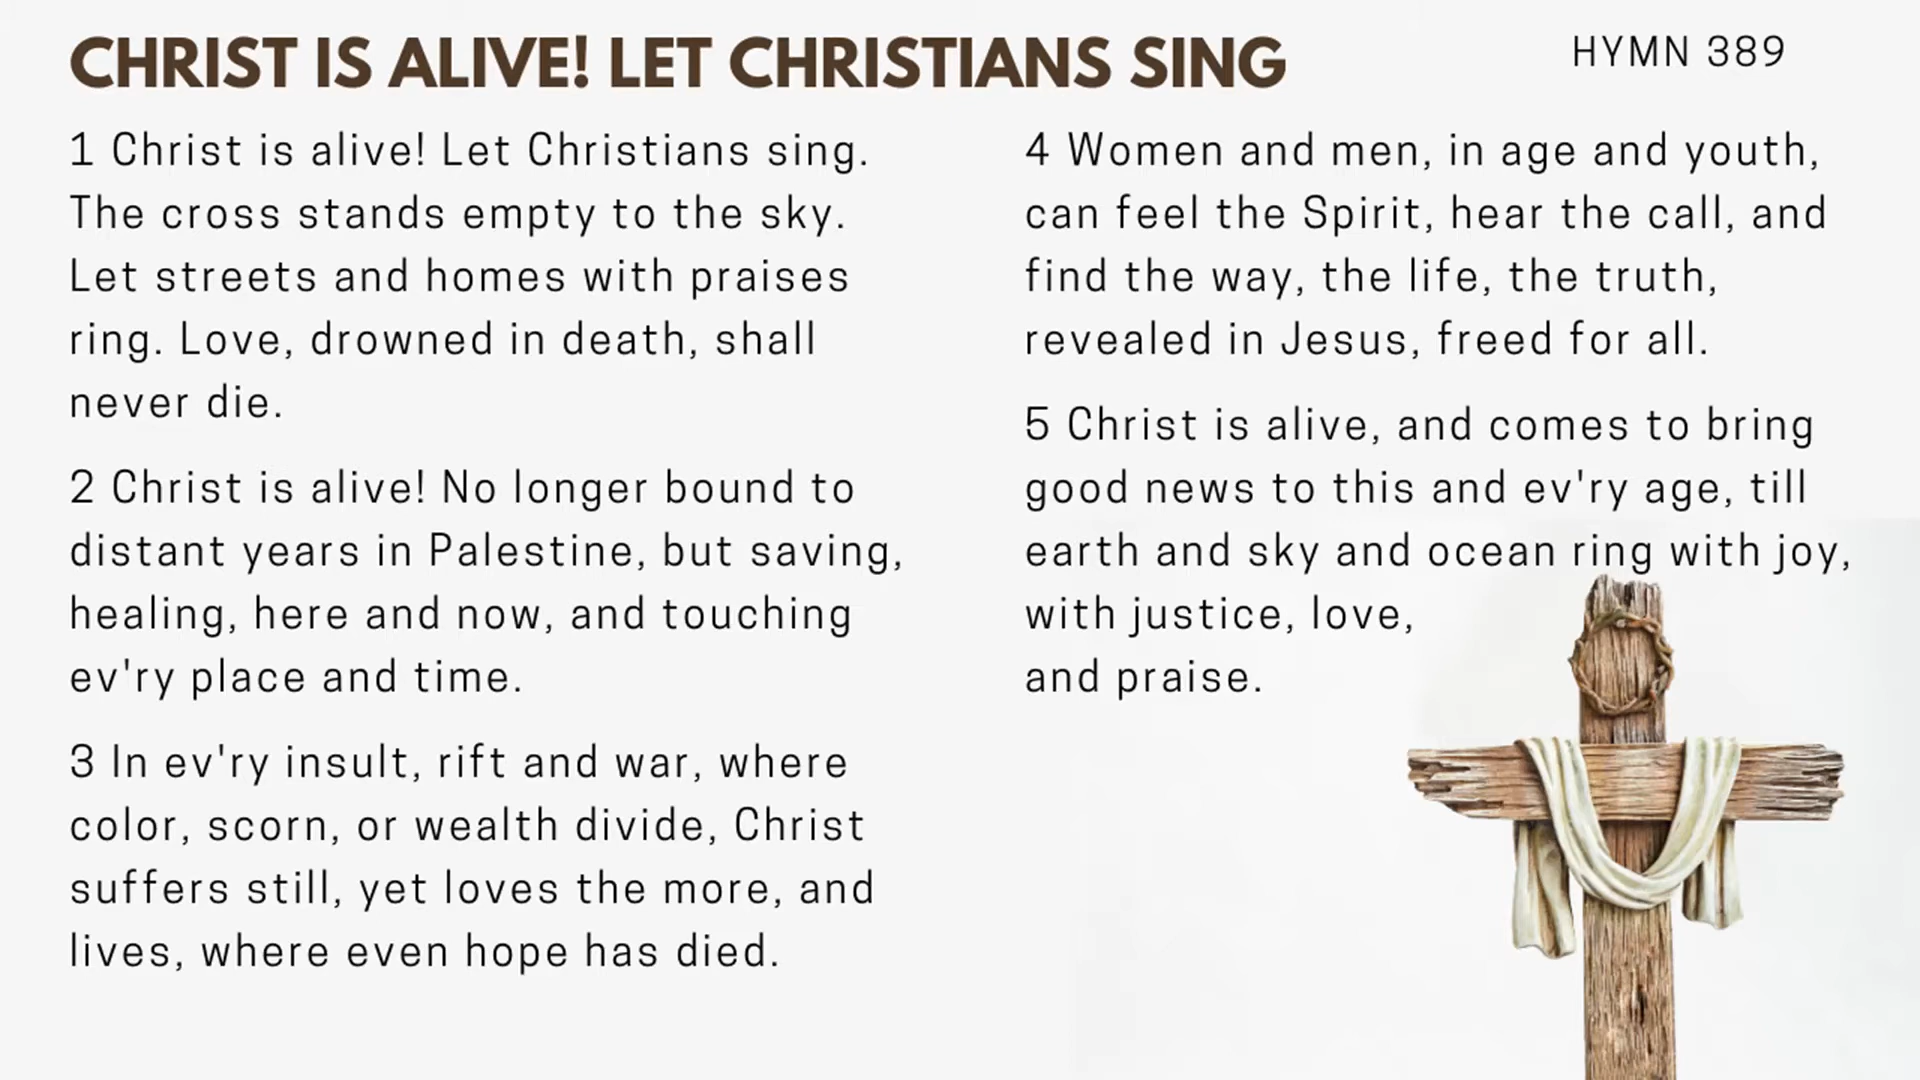 CHRIST IS ALIVE! LET CHRISTIANS SING
HYMN 389
1 Christ is alive! Let Christians sing.
The cross stands empty to the sky.
Let streets and homes with praises
ring. Love, drowned in death, shall
never die.
2 Christ is alive! No longer bound to
distant years in Palestine, but saving,
healing, here and now, and touching
ev'ry place and time.
3 In ev'ry insult, rift and war, where
color, scorn, or wealth divide, Christ
suffers still, yet loves the more, and
lives, where even hope has died.
4 Women and men, in age and youth,
can feel the Spirit, hear the call, and
find the way, the life, the truth,
revealed in Jesus, freed for all.
5 Christ is alive, and comes to bring
good news to this and ev'ry age, till
earth and sky and ocean ring with joy,
with justice, love,
and praise.